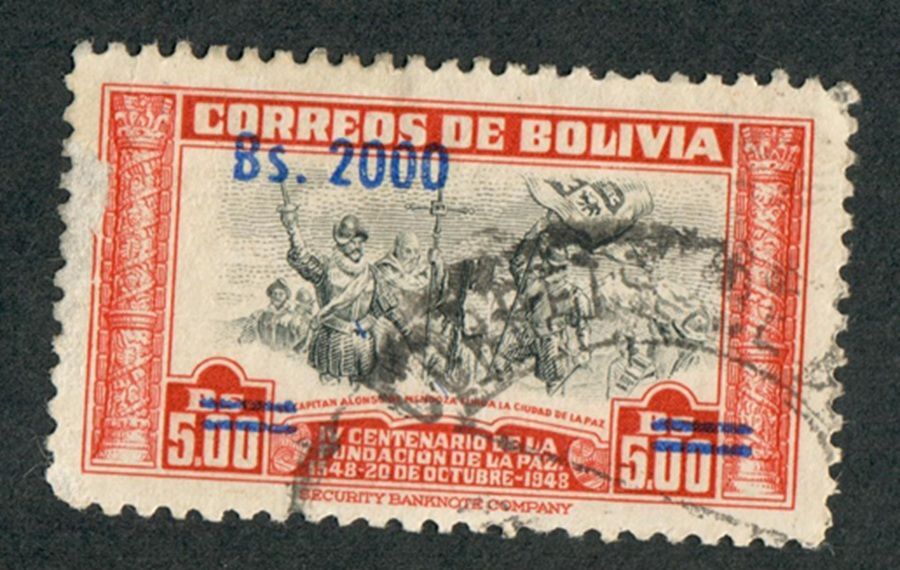 CORREOS DE BOLIVIA
Bs. 2000
CAPITAN ALONSO DE MENDOZA FUNDA LA CIUDAD DE LA PAZ
5.00
IV CENTENARIO DE LA
FUNDACION DE LA PAZ.
1548-20 DE OCTUBRE-1948
5.00
SECURITY BANKNOTE COMPANY